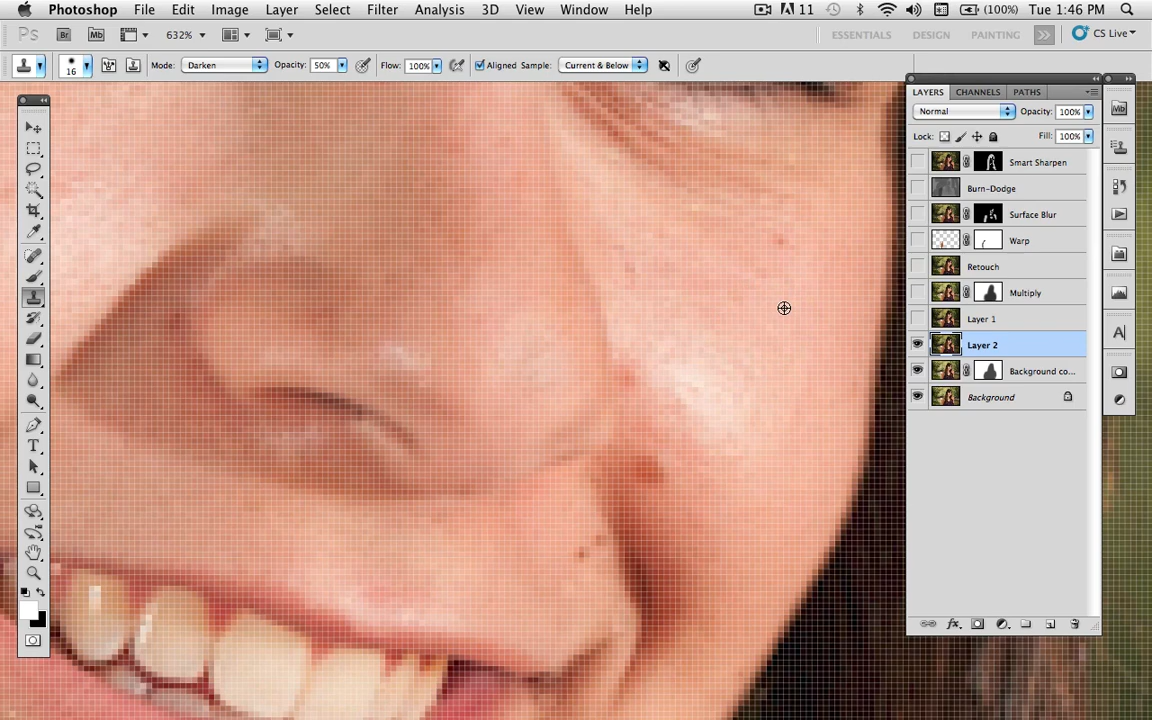 Photoshop File Edit Image Layer Select Filter Analysis 3D View Window Help 11 (100%) Tue 1:46 PM
Ps Br Mb 632% ESSENTIALS DESIGN PAINTING CS Live
16 Mode: Darken Opacity: 50% Flow: 100% Aligned Sample: Current & Below
LAYERS CHANNELS PATHS
Normal Opacity: 100%
Lock: Fill: 100%
Smart Sharpen
Burn-Dodge
Surface Blur
Warp
Retouch
Multiply
Layer 1
Layer 2
Background co...
Background
Mb
A
T
fx